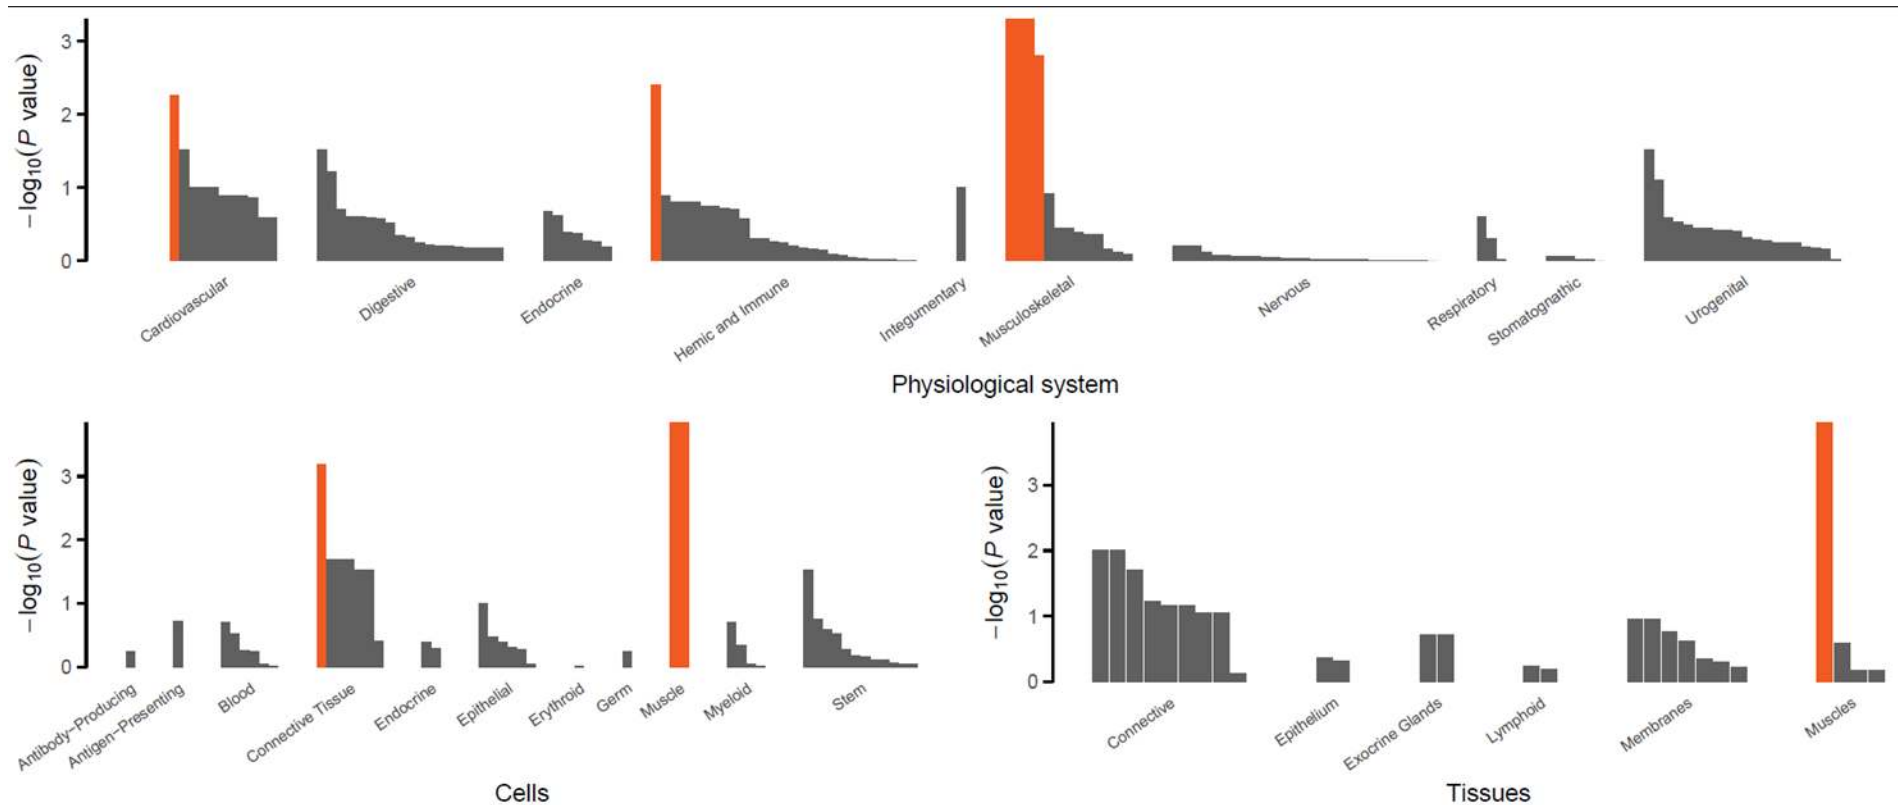 −log10(P value)
3
2
1
0
Cardiovascular
Digestive
Endocrine
Hemic and Immune
Integumentary
Musculoskeletal
Nervous
Respiratory
Stomatognathic
Urogenital
Physiological system
−log10(P value)
3
2
1
0
Antibody−Producing
Antigen−Presenting
Blood
Connective Tissue
Endocrine
Epithelial
Erythroid
Germ
Muscle
Myeloid
Stem
Cells
−log10(P value)
3
2
1
0
Connective
Epithelium
Exocrine Glands
Lymphoid
Membranes
Muscles
Tissues